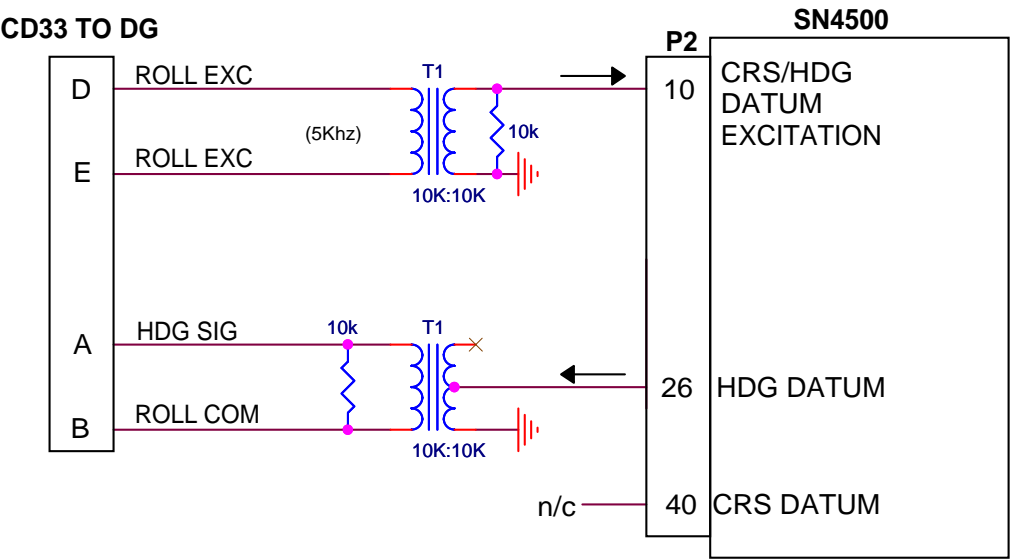 CD33 TO DG
SN4500
P2
D
ROLL EXC
T1
10
CRS/HDG
DATUM
EXCITATION
(5Khz)
10k
E
ROLL EXC
10K:10K
A
HDG SIG
10k
T1
26
HDG DATUM
B
ROLL COM
10K:10K
n/c
40
CRS DATUM